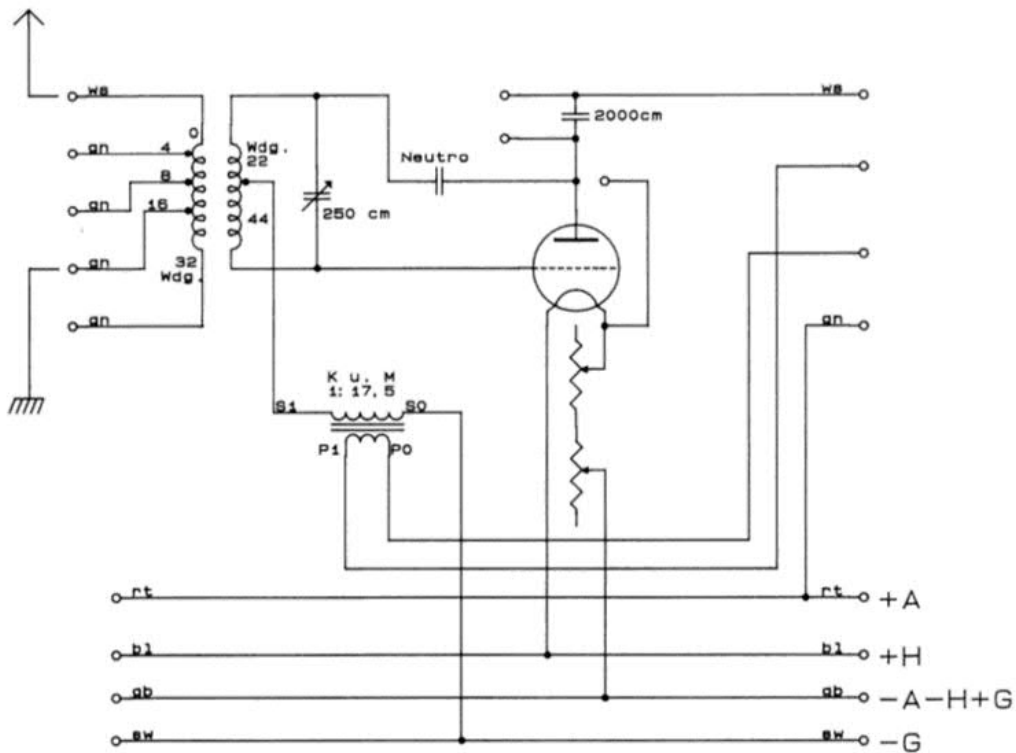 ws
ws
0
2000cm
gn
4
Wdg.
22
Neutro
8
gn
16
44
250 cm
gn
32
Wdg.
gn
gn
K u. M
1: 17,5
S1
S0
P1
P0
rt
rt
+A
bl
bl
+H
gb
gb
-A-H+G
sw
sw
-G